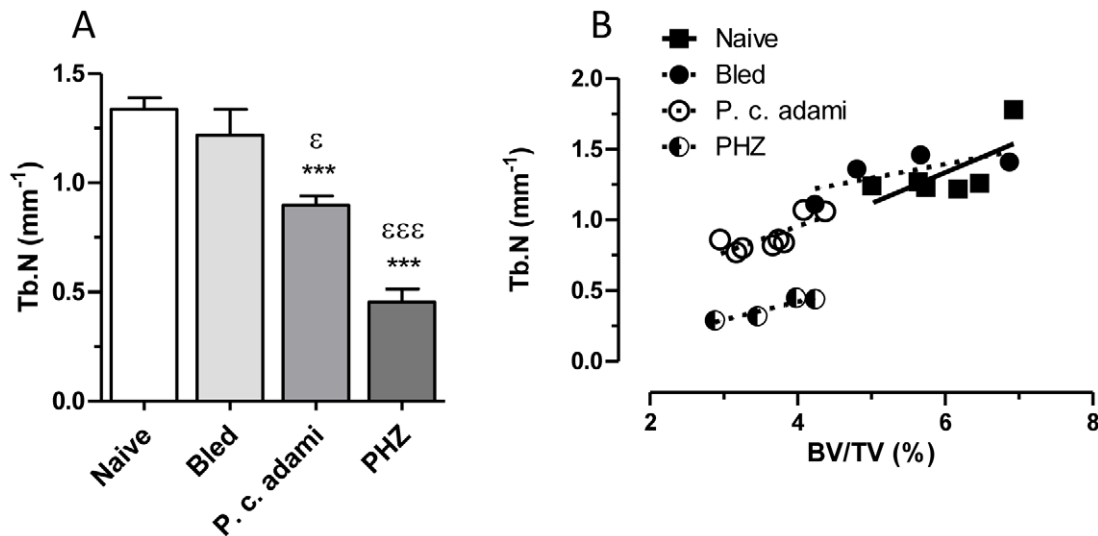 A
Tb.N (mm⁻¹)
1.5
1.0
0.5
0.0
ε
***
εεε
***
Naive
Bled
P. c. adami
PHZ
B
Naive
Bled
P. c. adami
PHZ
Tb.N (mm⁻¹)
2.0
1.5
1.0
0.5
0.0
2 4 6 8
BV/TV (%)